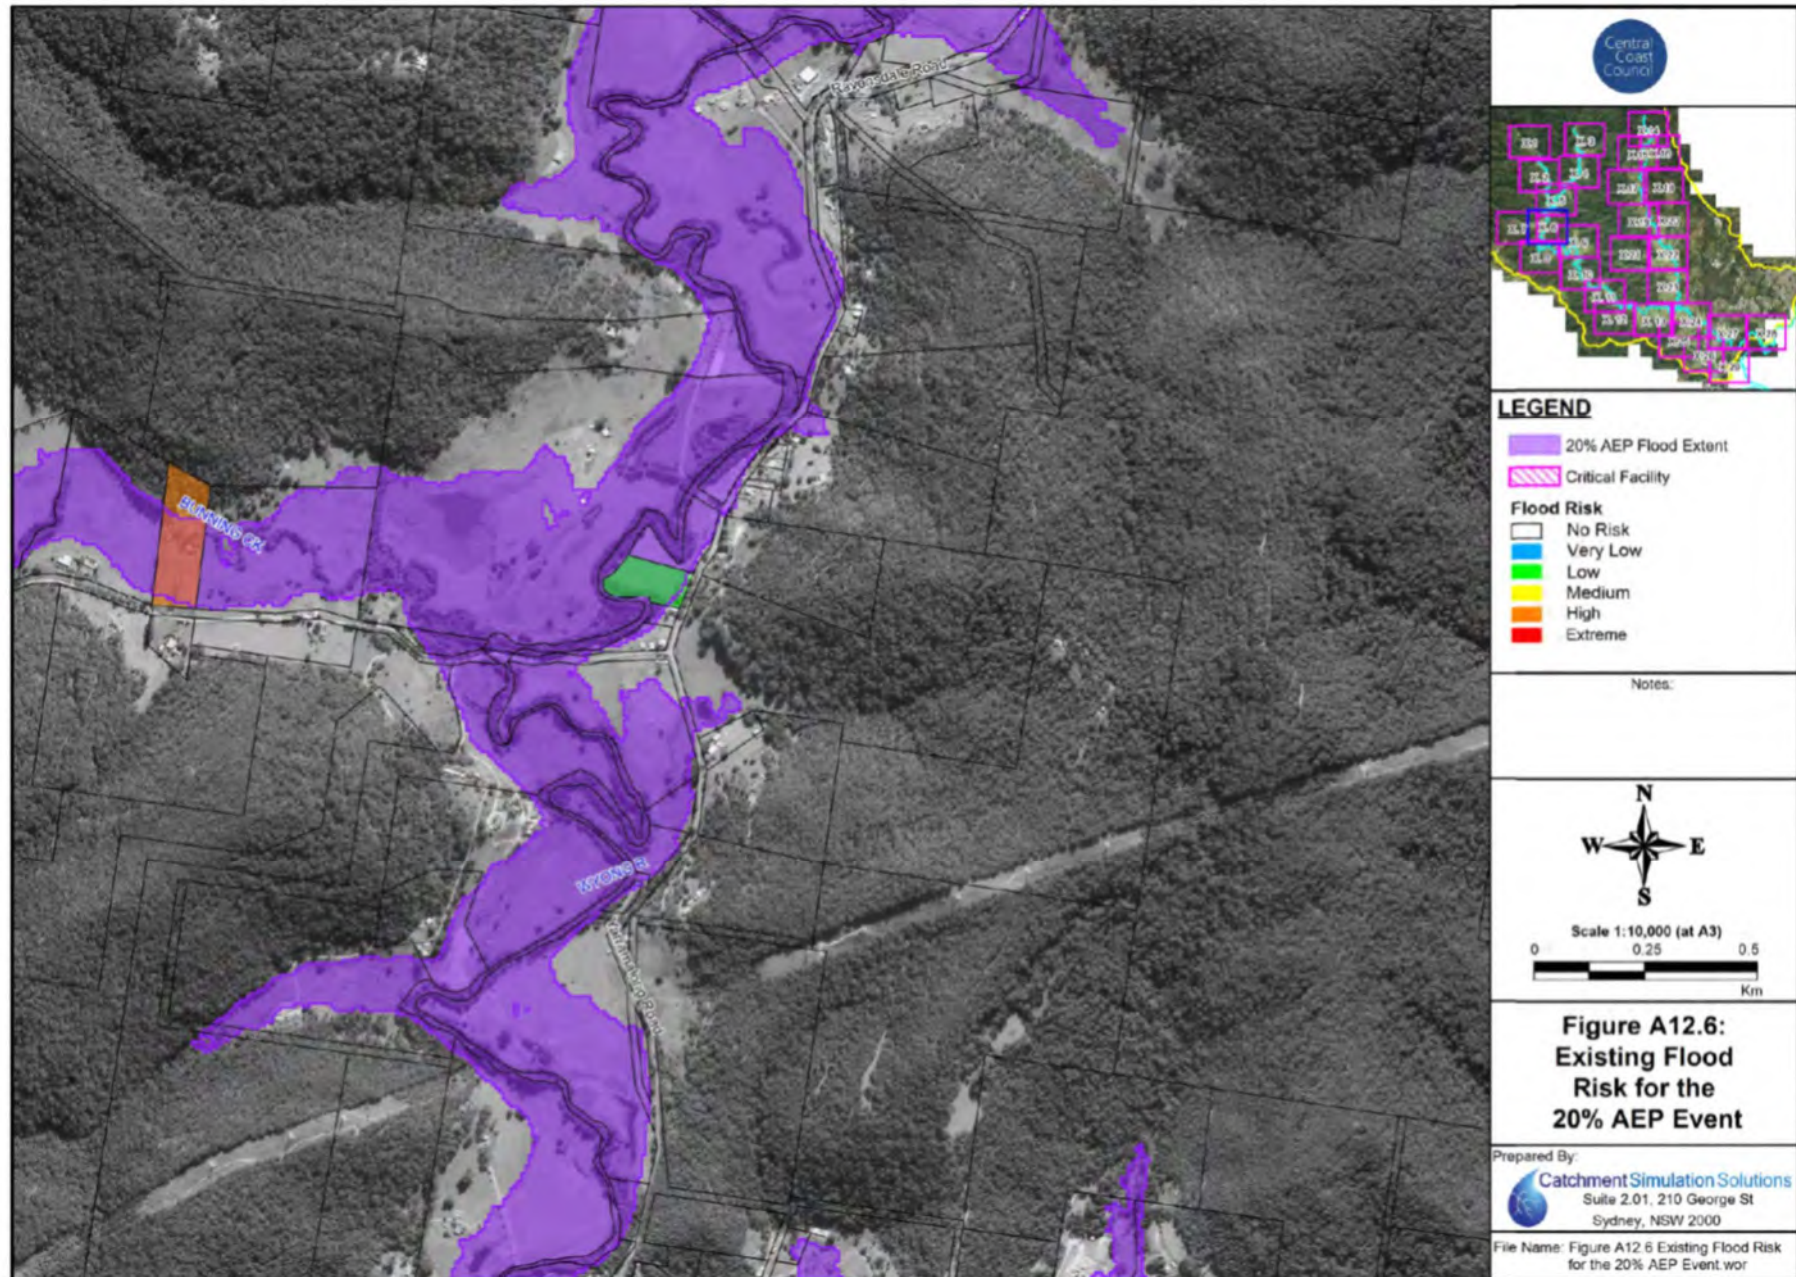 Ravensdale Road
BUNNING CK
WYONG R
Yarramalong Road
Central
Coast
Council
LEGEND
20% AEP Flood Extent
Critical Facility
Flood Risk
No Risk
Very Low
Low
Medium
High
Extreme
Notes:
N
W E
S
Scale 1:10,000 (at A3)
0 0.25 0.5
Km
Figure A12.6:
Existing Flood
Risk for the
20% AEP Event
Prepared By:
Catchment Simulation Solutions
Suite 2.01, 210 George St
Sydney, NSW 2000
File Name: Figure A12.6 Existing Flood Risk
for the 20% AEP Event.wor